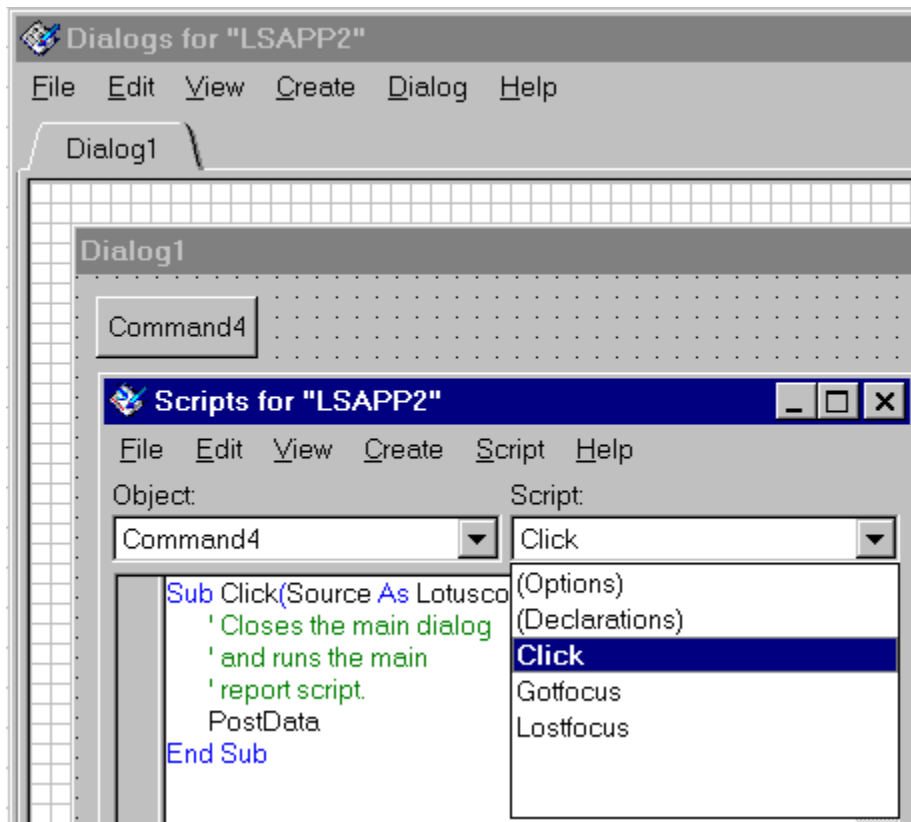 Dialogs for "LSAPP2"
File Edit View Create Dialog Help
Dialog1
Dialog1
Command4
Scripts for "LSAPP2"
File Edit View Create Script Help
Object: Script:
Command4 Click
Sub Click(Source As Lotusco
' Closes the main dialog
' and runs the main
' report script.
PostData
End Sub
(Options)
(Declarations)
Click
Gotfocus
Lostfocus